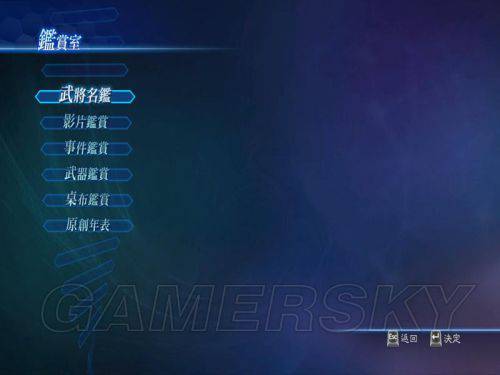 鑑賞室
武將名鑑
影片鑑賞
事件鑑賞
武器鑑賞
桌布鑑賞
原創年表
GAMERSKY
Esc 返回 ↵ 決定